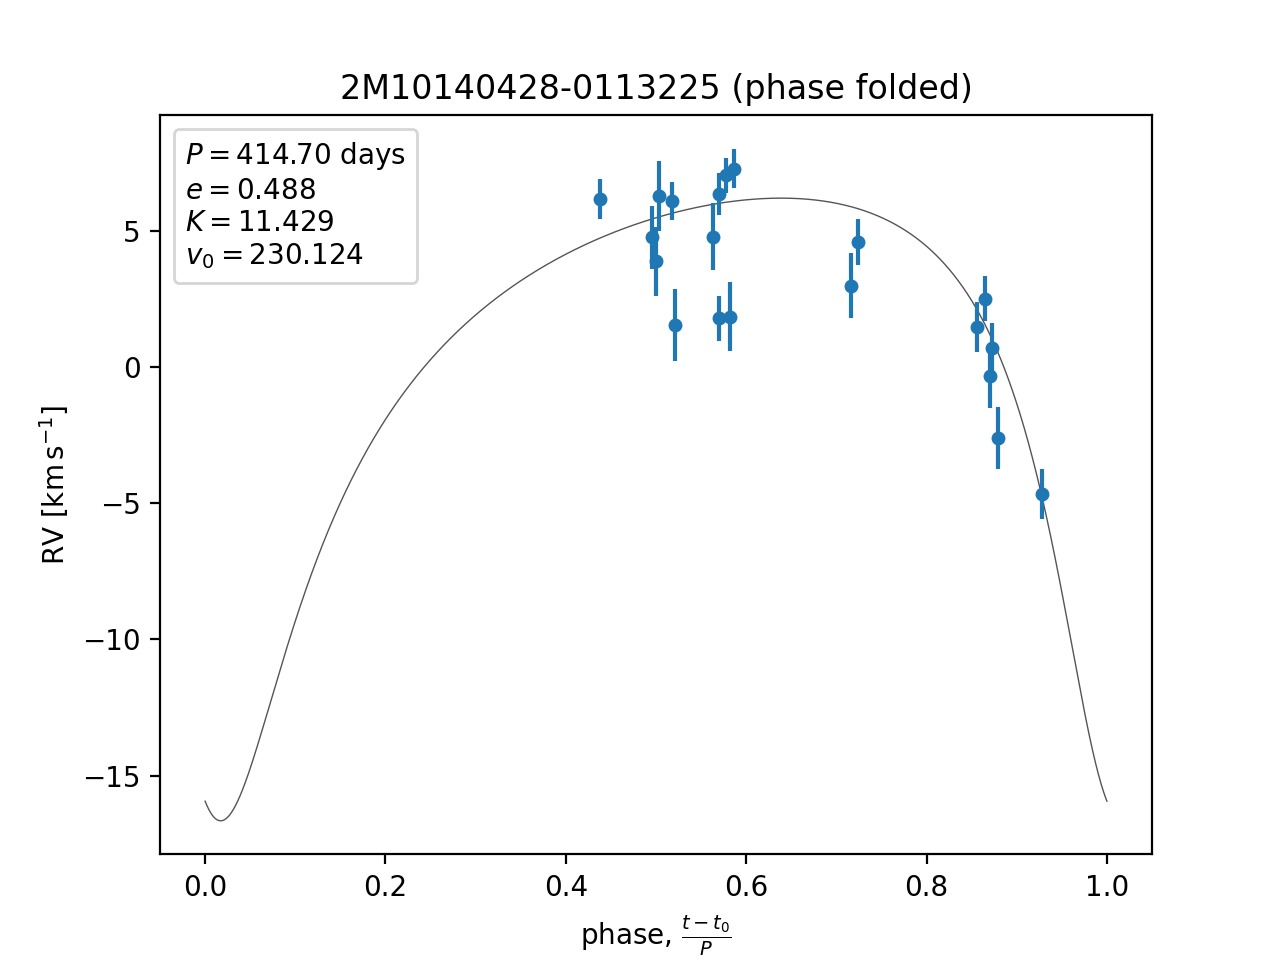 2M10140428-0113225 (phase folded)
P = 414.70 days
e = 0.488
K = 11.429
v₀ = 230.124
5
0
−5
−10
−15
RV [km s⁻¹]
0.0 0.2 0.4 0.6 0.8 1.0
phase, (t − t₀)/P